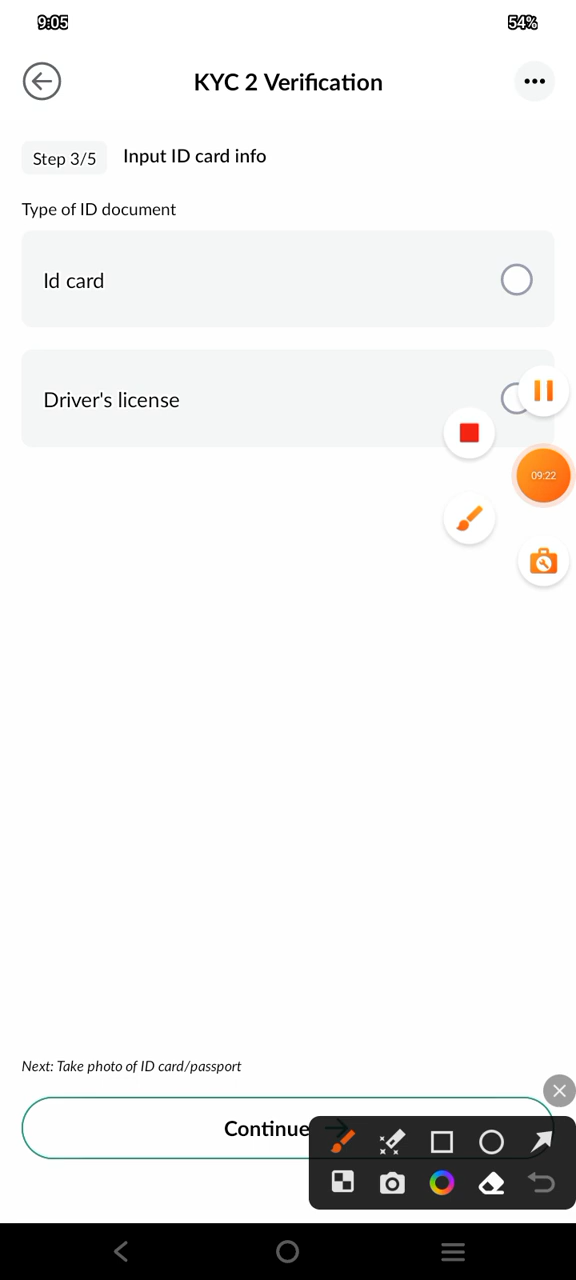 9:05
54%
KYC 2 Verification
Step 3/5
Input ID card info
Type of ID document
Id card
Driver's license
09:22
Next: Take photo of ID card/passport
Continue